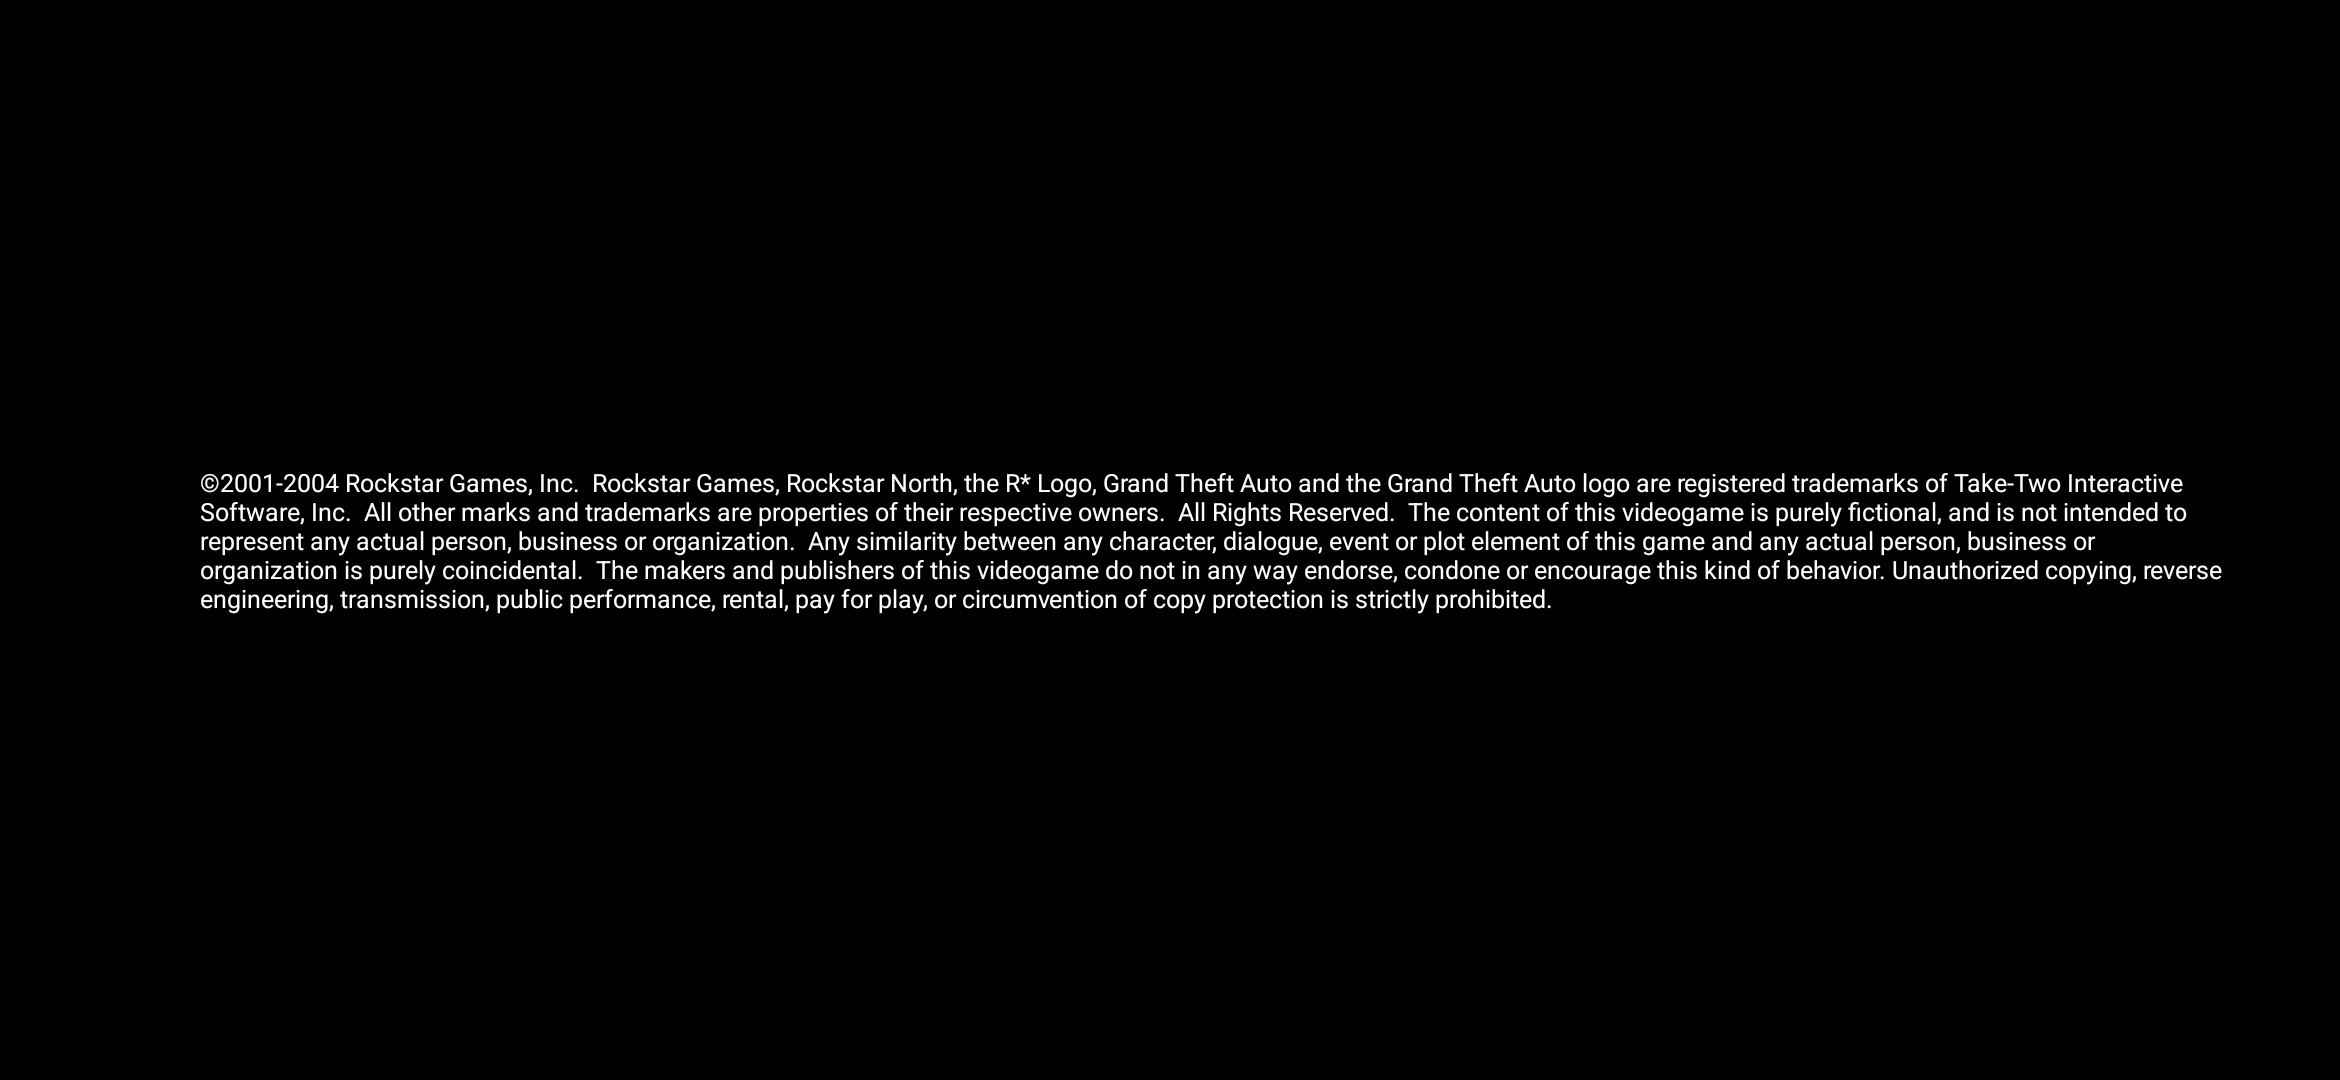 ©2001-2004 Rockstar Games, Inc.  Rockstar Games, Rockstar North, the R* Logo, Grand Theft Auto and the Grand Theft Auto logo are registered trademarks of Take-Two Interactive
Software, Inc.  All other marks and trademarks are properties of their respective owners.  All Rights Reserved.  The content of this videogame is purely fictional, and is not intended to
represent any actual person, business or organization.  Any similarity between any character, dialogue, event or plot element of this game and any actual person, business or
organization is purely coincidental.  The makers and publishers of this videogame do not in any way endorse, condone or encourage this kind of behavior. Unauthorized copying, reverse
engineering, transmission, public performance, rental, pay for play, or circumvention of copy protection is strictly prohibited.